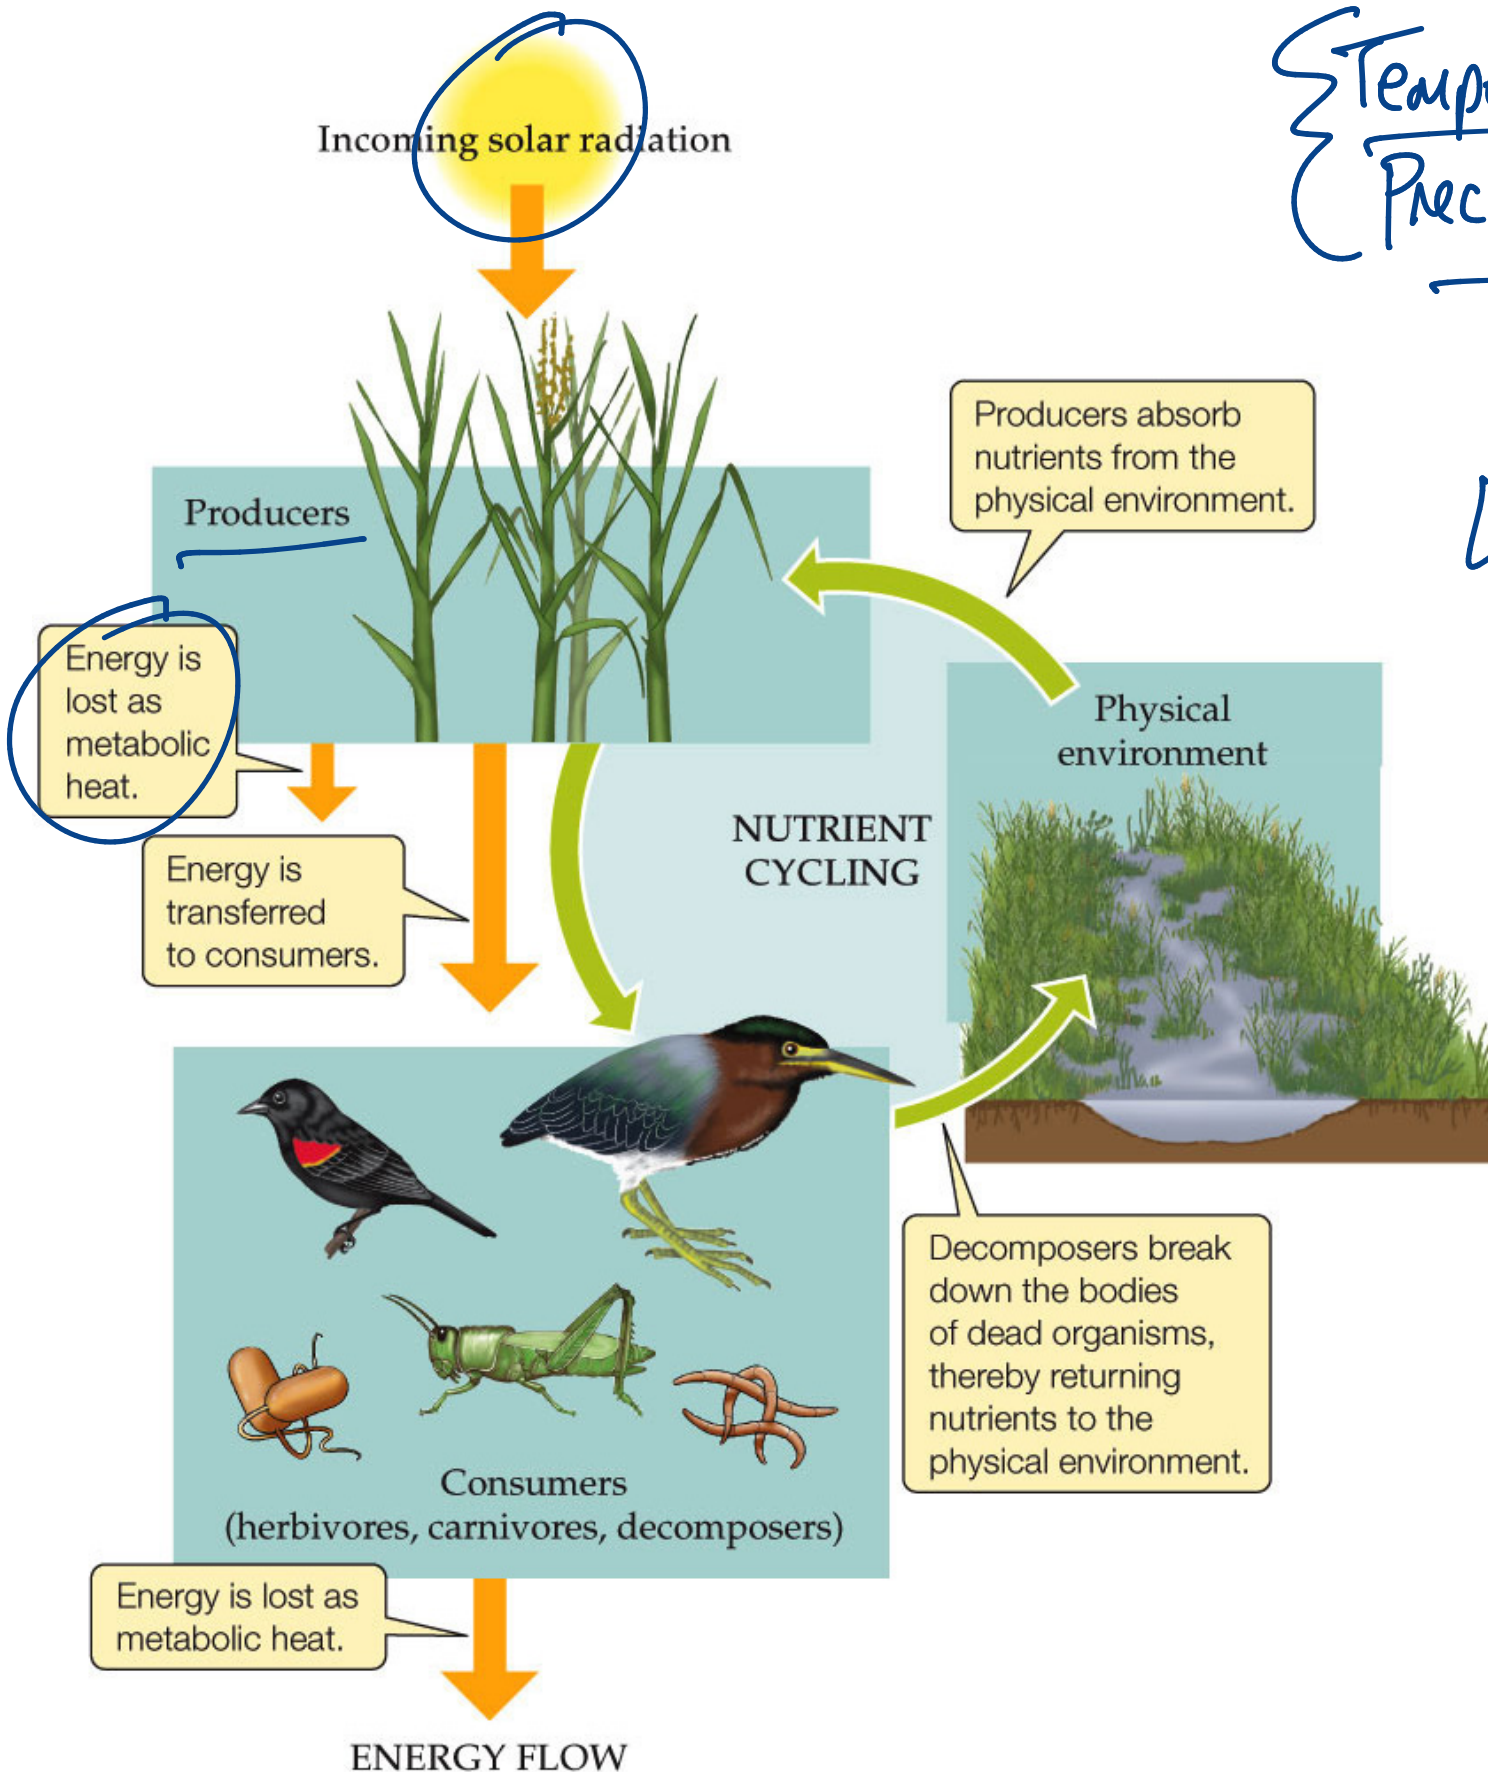 Incoming solar radiation
Producers absorb
nutrients from the
physical environment.
Producers
Energy is
lost as
metabolic
heat.
Physical
environment
NUTRIENT
CYCLING
Energy is
transferred
to consumers.
Decomposers break
down the bodies
of dead organisms,
thereby returning
nutrients to the
physical environment.
Consumers
(herbivores, carnivores, decomposers)
Energy is lost as
metabolic heat.
ENERGY FLOW